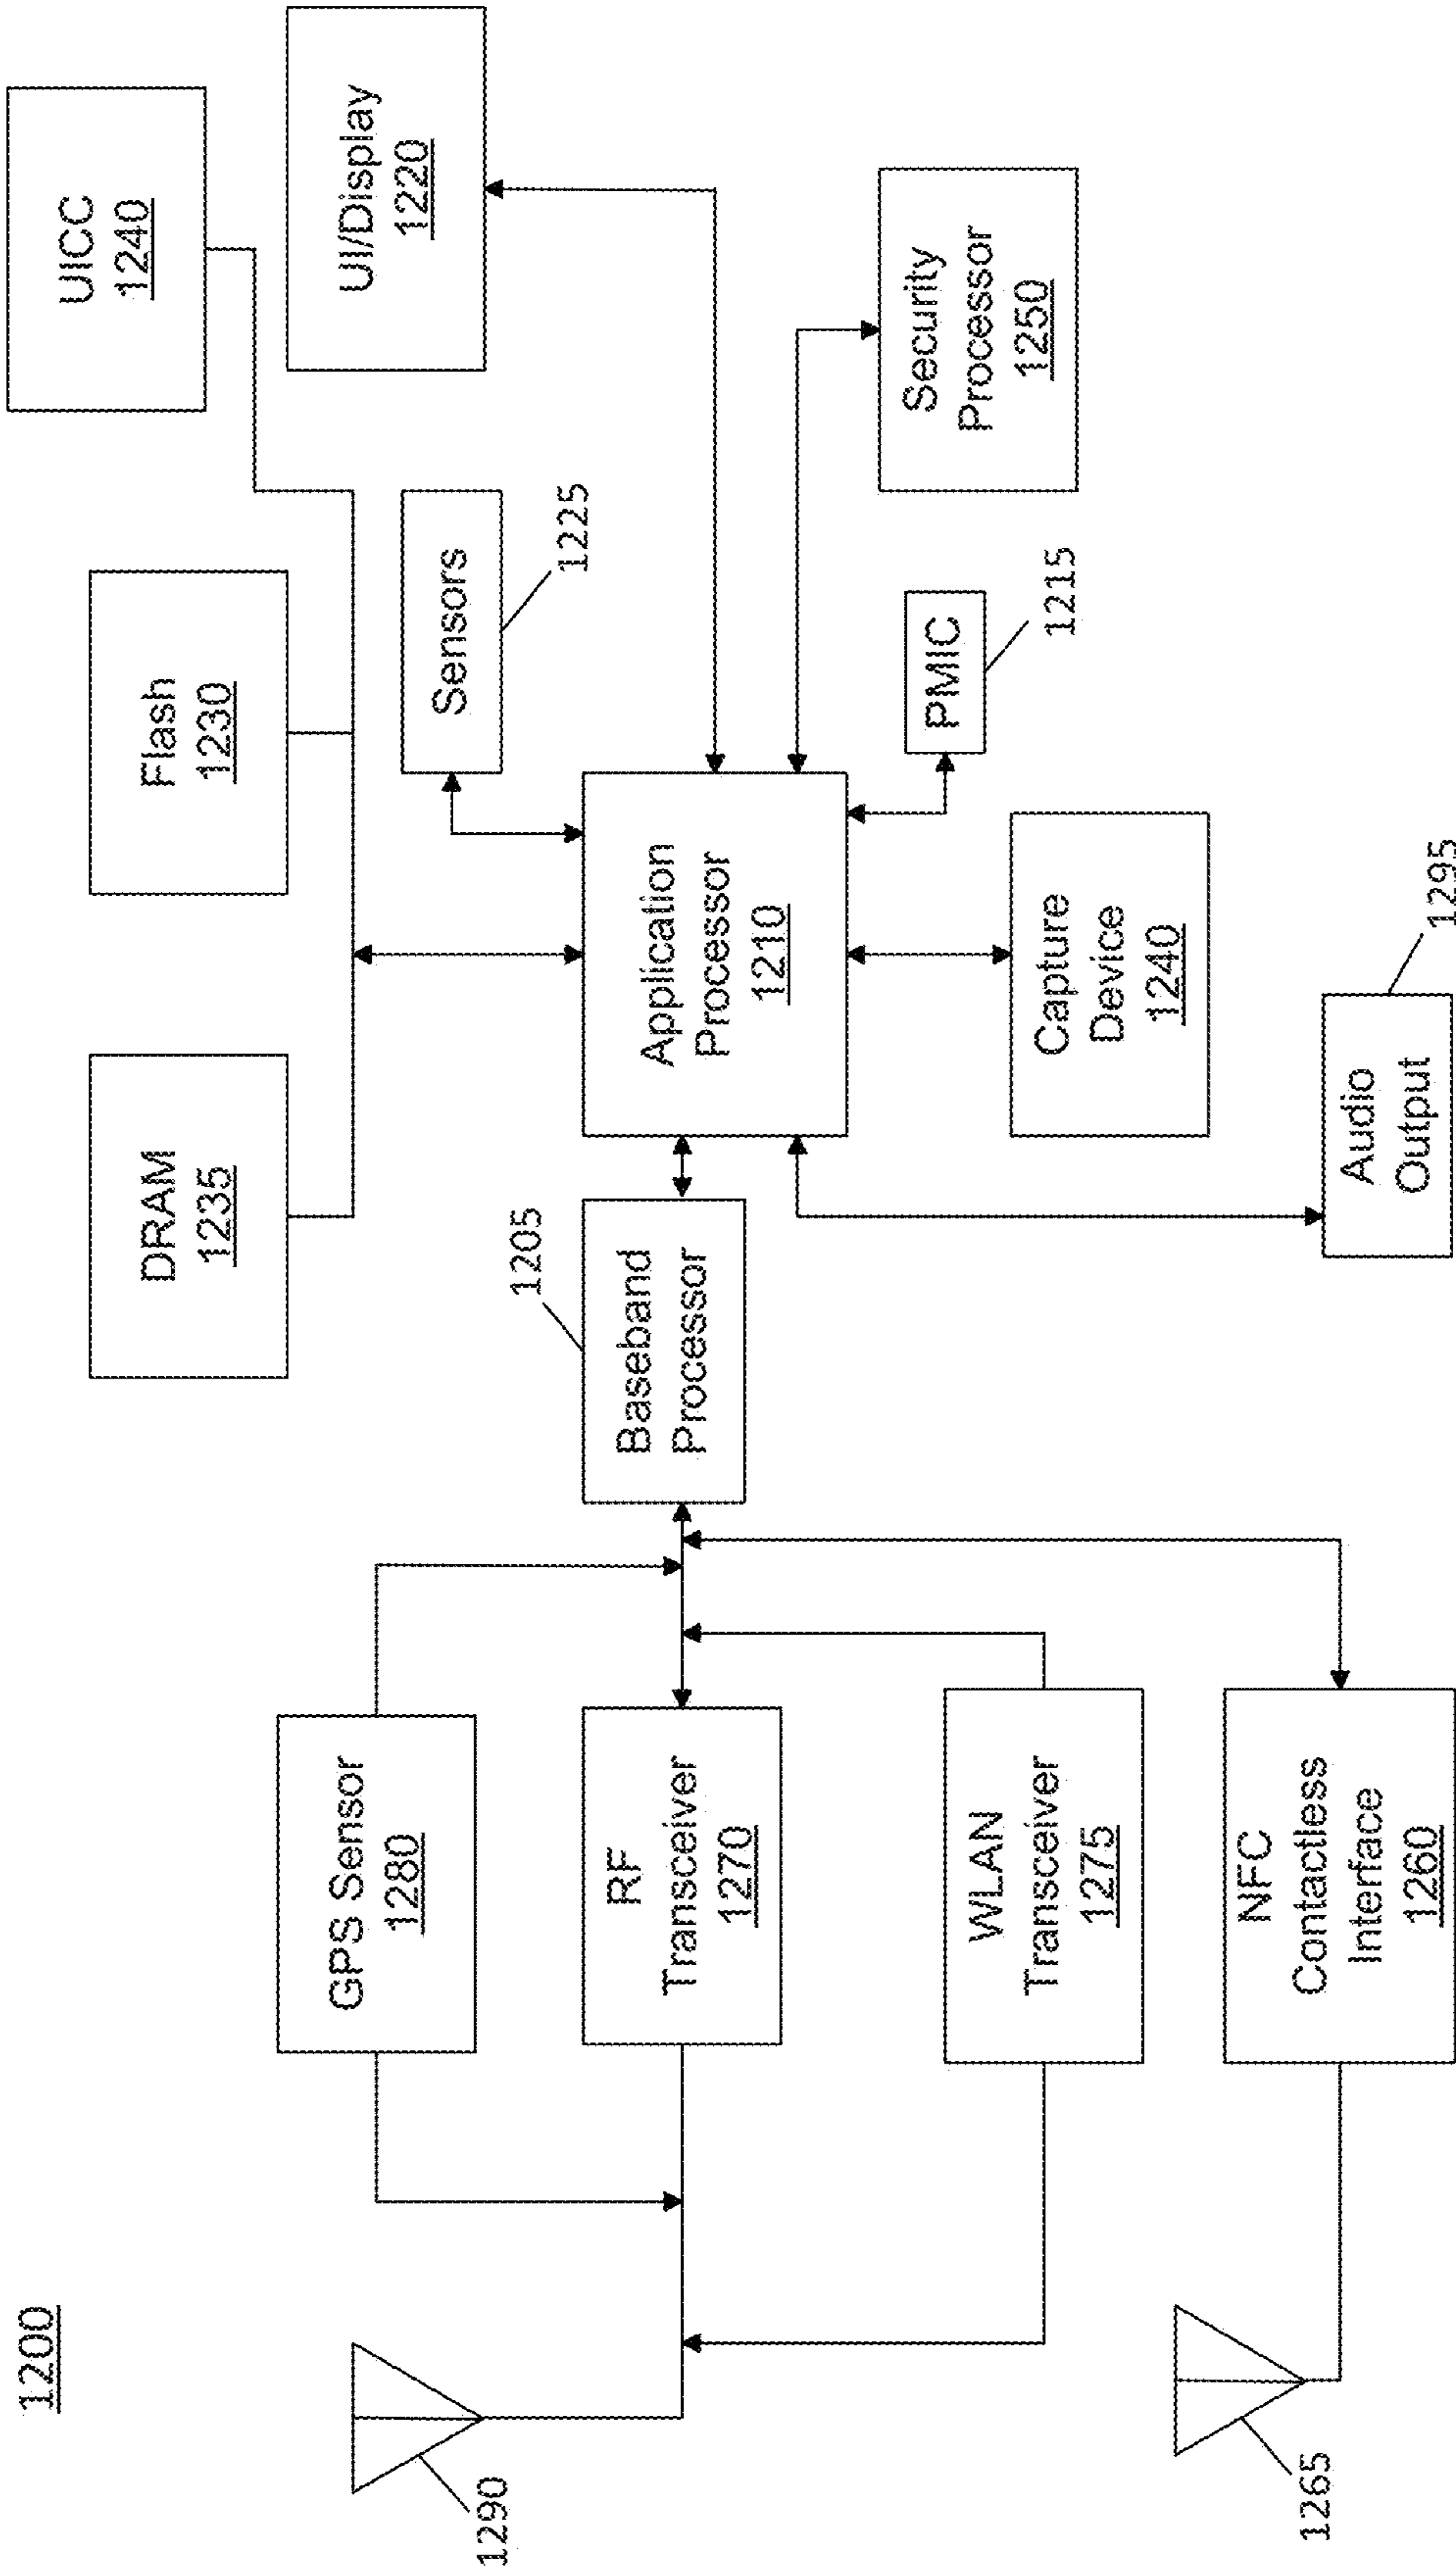 1200
UICC
1240
DRAM
1235
Flash
1230
UI/Display
1220
Sensors
1225
GPS Sensor
1280
1290
1205
Baseband
Processor
Application
Processor
1210
RF
Transceiver
1270
Security
Processor
1250
PMIC
1215
WLAN
Transceiver
1275
Capture
Device
1240
NFC
Contactless
Interface
1260
1265
Audio
Output
1295